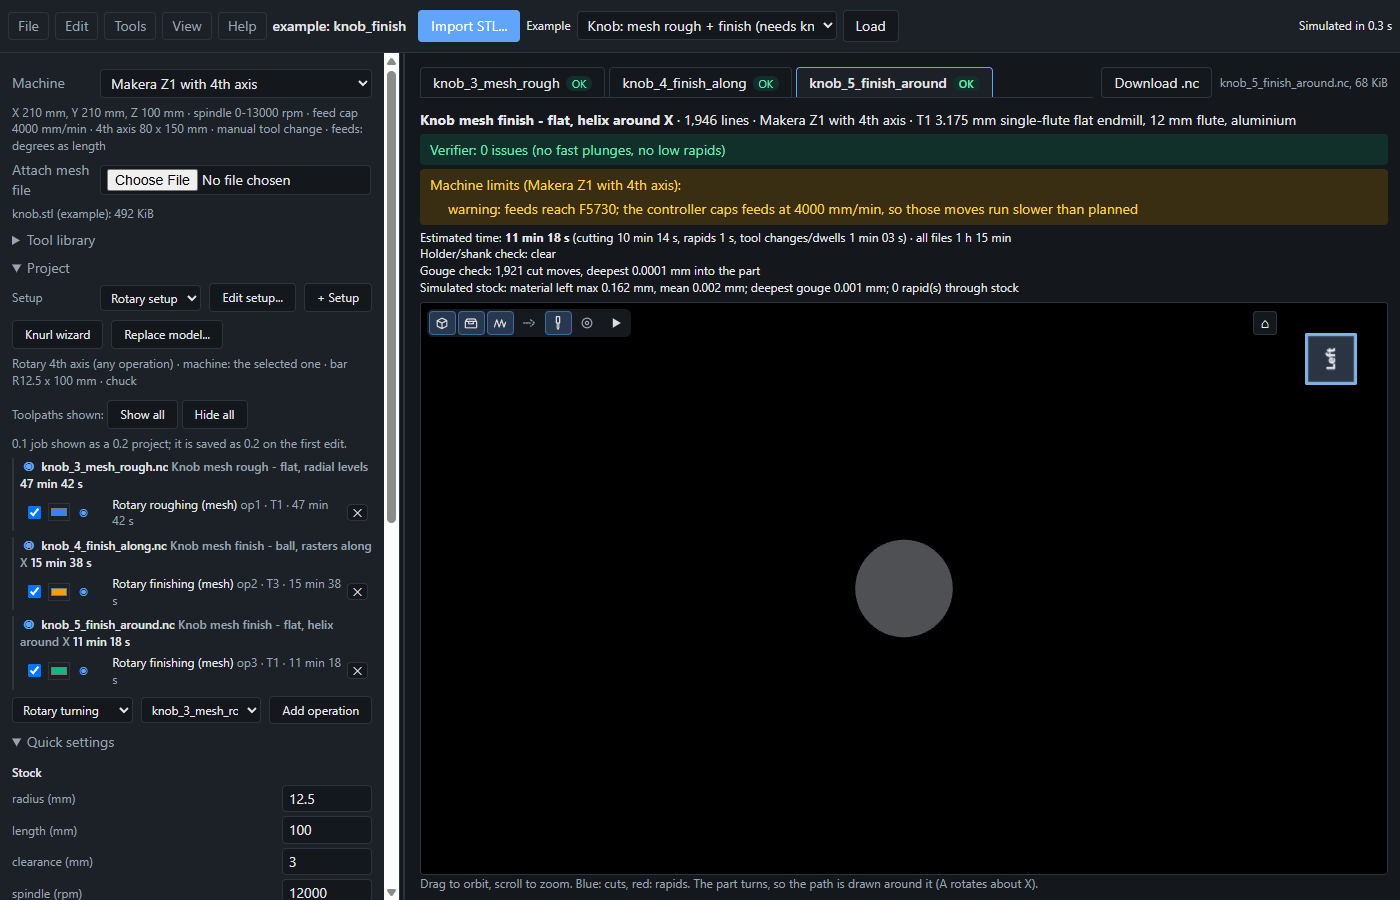 File Edit Tools View Help example: knob_finish Import STL... Example Knob: mesh rough + finish (needs kn Load Simulated in 0.3 s
Machine Makera Z1 with 4th axis
X 210 mm, Y 210 mm, Z 100 mm · spindle 0-13000 rpm · feed cap
4000 mm/min · 4th axis 80 x 150 mm · manual tool change · feeds:
degrees as length
Attach mesh file Choose File No file chosen
knob.stl (example): 492 KiB
Tool library
Project
Setup Rotary setup Edit setup... + Setup
Knurl wizard Replace model...
Rotary 4th axis (any operation) · machine: the selected one · bar
R12.5 x 100 mm · chuck
Toolpaths shown: Show all Hide all
0.1 job shown as a 0.2 project; it is saved as 0.2 on the first edit.
knob_3_mesh_rough.nc Knob mesh rough - flat, radial levels
47 min 42 s
Rotary roughing (mesh) op1 · T1 · 47 min
42 s
knob_4_finish_along.nc Knob mesh finish - ball, rasters along
X 15 min 38 s
Rotary finishing (mesh) op2 · T3 · 15 min 38
s
knob_5_finish_around.nc Knob mesh finish - flat, helix
around X 11 min 18 s
Rotary finishing (mesh) op3 · T1 · 11 min 18
s
Rotary turning knob_3_mesh_rc Add operation
Quick settings
Stock
radius (mm) 12.5
length (mm) 100
clearance (mm) 3
spindle (rpm) 12000
knob_3_mesh_rough OK knob_4_finish_along OK knob_5_finish_around OK Download .nc knob_5_finish_around.nc, 68 KiB
Knob mesh finish - flat, helix around X · 1,946 lines · Makera Z1 with 4th axis · T1 3.175 mm single-flute flat endmill, 12 mm flute, aluminium
Verifier: 0 issues (no fast plunges, no low rapids)
Machine limits (Makera Z1 with 4th axis):
warning: feeds reach F5730; the controller caps feeds at 4000 mm/min, so those moves run slower than planned
Estimated time: 11 min 18 s (cutting 10 min 14 s, rapids 1 s, tool changes/dwells 1 min 03 s) · all files 1 h 15 min
Holder/shank check: clear
Gouge check: 1,921 cut moves, deepest 0.0001 mm into the part
Simulated stock: material left max 0.162 mm, mean 0.002 mm; deepest gouge 0.001 mm; 0 rapid(s) through stock
Left
Drag to orbit, scroll to zoom. Blue: cuts, red: rapids. The part turns, so the path is drawn around it (A rotates about X).